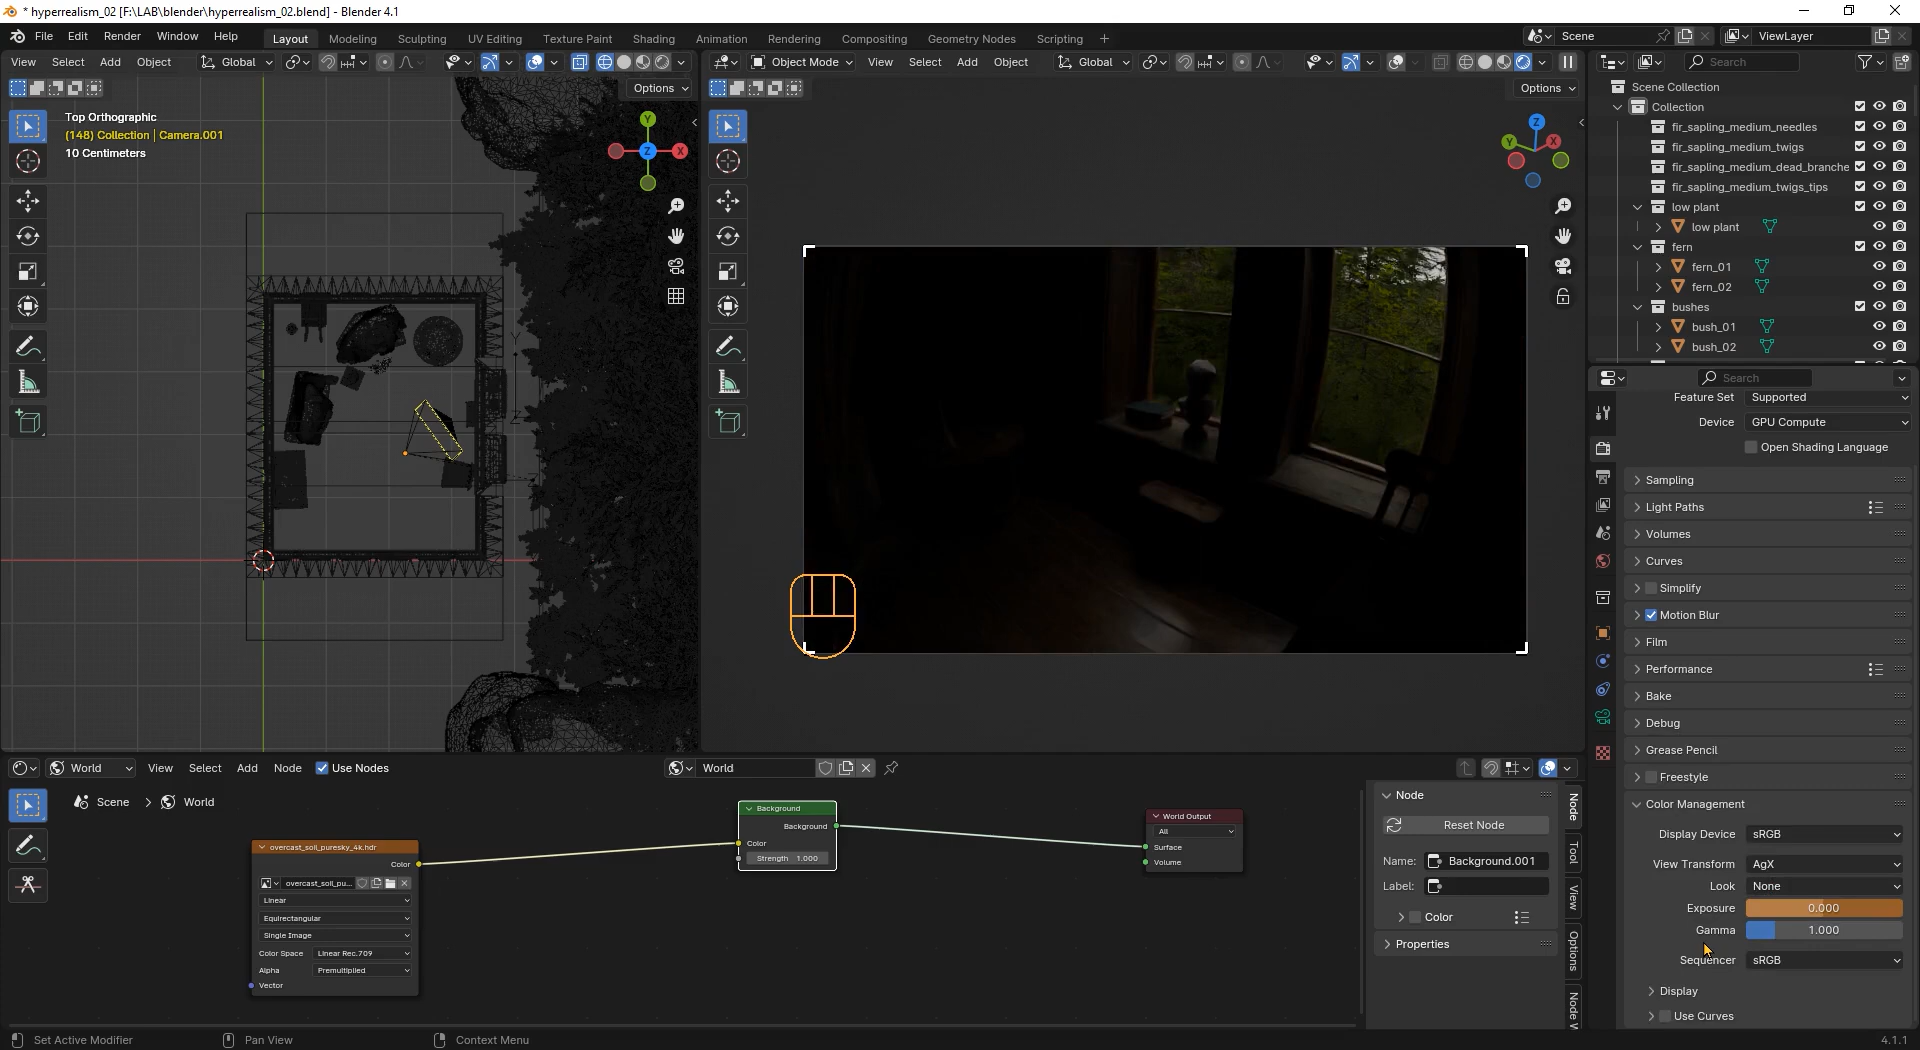 * hyperrealism_02 [F:\LAB\blender\hyperrealism_02.blend] - Blender 4.1
File Edit Render Window Help
Layout Modeling Sculpting UV Editing Texture Paint Shading Animation Rendering Compositing Geometry Nodes Scripting +
Scene
ViewLayer
View Select Add Object Global
Options
Top Orthographic
(148) Collection | Camera.001
10 Centimeters
Y
Z
X
Object Mode View Select Add Object Global
Options
Z
Y
X
Search
Scene Collection
Collection
fir_sapling_medium_needles
fir_sapling_medium_twigs
fir_sapling_medium_dead_branche
fir_sapling_medium_twigs_tips
low plant
low plant
fern
fern_01
fern_02
bushes
bush_01
bush_02
Search
Feature Set Supported
Device GPU Compute
Open Shading Language
Sampling
Light Paths
Volumes
Curves
Simplify
Motion Blur
Film
Performance
Bake
Debug
Grease Pencil
Freestyle
Color Management
Display Device sRGB
View Transform AgX
Look None
Exposure 0.000
Gamma 1.000
Sequencer sRGB
Display
Use Curves
World View Select Add Node Use Nodes
World
Scene > World
overcast_soil_puresky_4k.hdr
Color
overcast_soil_pu...
Linear
Equirectangular
Single Image
Color Space Linear Rec.709
Alpha Premultiplied
Vector
Background
Background
Color
Strength 1.000
World Output
All
Surface
Volume
Node
Reset Node
Name: Background.001
Label:
Color
Properties
Node
Tool
View
Options
Node W
Set Active Modifier
Pan View
Context Menu
4.1.1